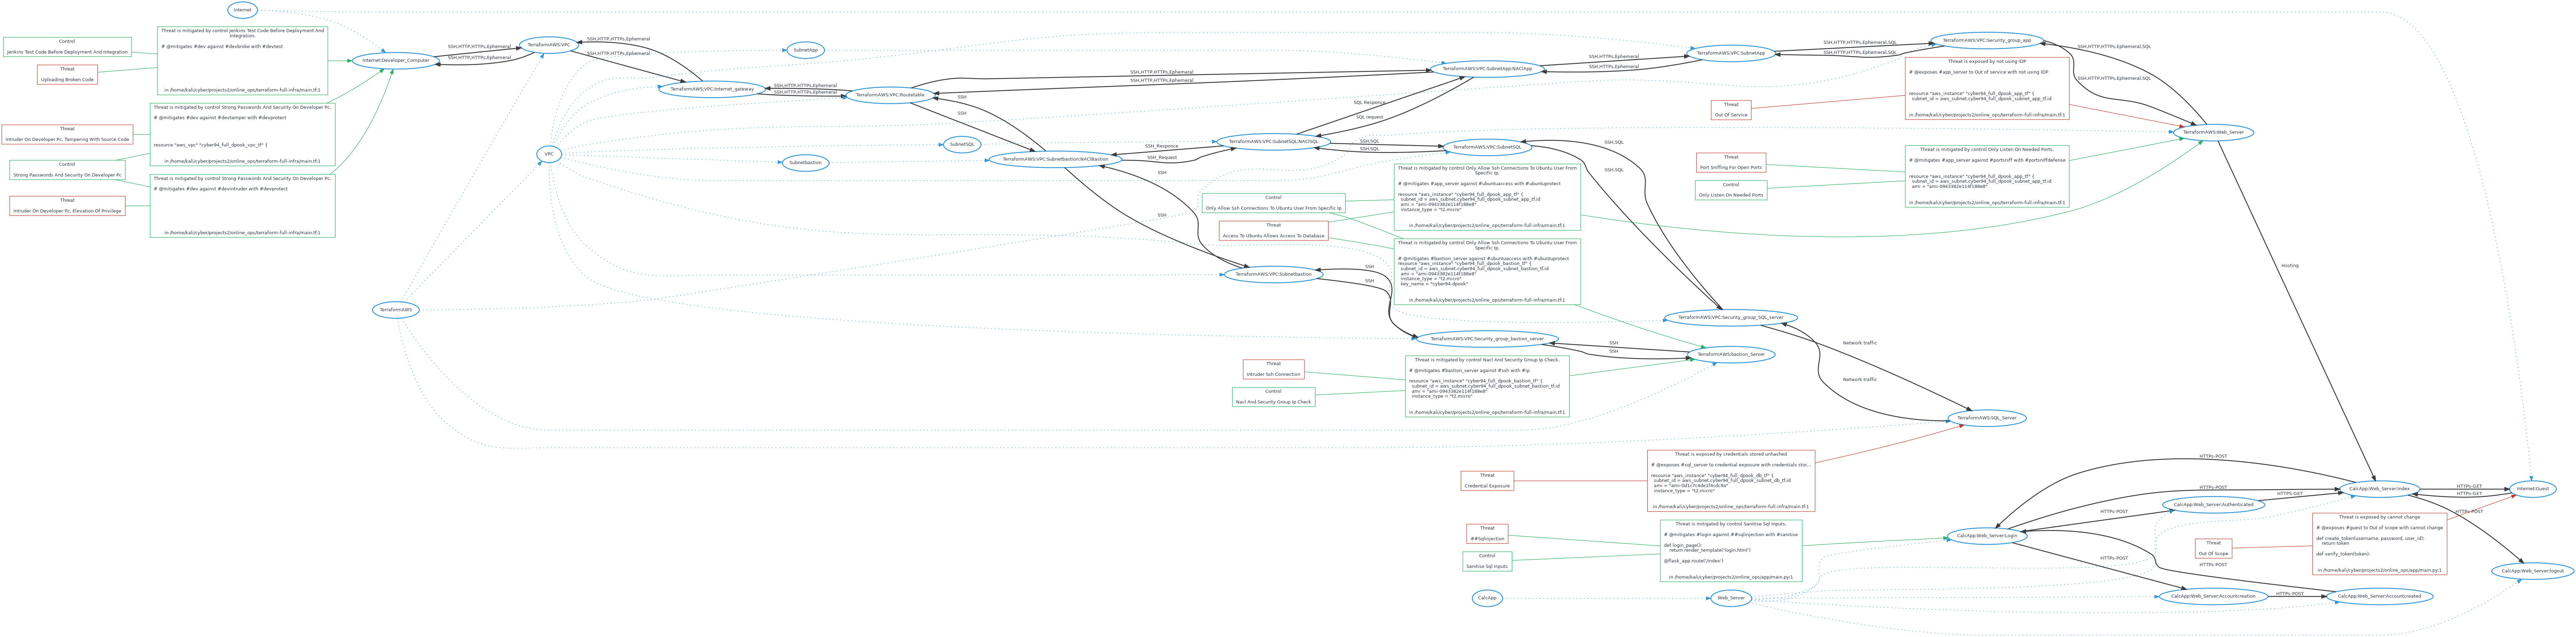 Internet
Control
Jenkins Test Code Before Deployment And Integration
Threat
Uploading Broken Code
Threat is mitigated by control Jenkins Test Code Before Deployment And
Integration.
# @mitigates #dev against #devbroke with #devtest
in /home/kali/cyber/projects2/online_ops/terraform-full-infra/main.tf:1
Threat
Intruder On Developer Pc, Tampering With Source Code
Control
Strong Passwords And Security On Developer Pc
Threat
Intruder On Developer Pc, Elevation Of Privilege
Threat is mitigated by control Strong Passwords And Security On Developer Pc.
# @mitigates #dev against #devtamper with #devprotect
resource "aws_vpc" "cyber94_full_dpook_vpc_tf" {
in /home/kali/cyber/projects2/online_ops/terraform-full-infra/main.tf:1
Threat is mitigated by control Strong Passwords And Security On Developer Pc.
# @mitigates #dev against #devintruder with #devprotect
in /home/kali/cyber/projects2/online_ops/terraform-full-infra/main.tf:1
Internet:Developer_Computer
SSH,HTTP,HTTPs,Ephemeral
SSH,HTTP,HTTPs,Ephemeral
TerraformAWS:VPC
SSH,HTTP,HTTPs,Ephemeral
SSH,HTTP,HTTPs,Ephemeral
VPC
TerraformAWS
TerraformAWS:VPC:Internet_gateway
SSH,HTTP,HTTPs,Ephemeral
SSH,HTTP,HTTPs,Ephemeral
SubnetApp
Subnetbastion
TerraformAWS:VPC:Routetable
SSH
SSH
SubnetSQL
SSH,HTTP,HTTPs,Ephemeral
SSH,HTTP,HTTPs,Ephemeral
TerraformAWS:VPC:Subnetbastion:NAClBastion
SSH_Responce
SSH_Request
SSH
SSH
TerraformAWS:VPC:SubnetSQL:NAClSQL
SQL Responce
SQL request
SSH,SQL
SSH,SQL
TerraformAWS:VPC:Subnetbastion
SSH
SSH
Control
Only Allow Ssh Connections To Ubuntu User From Specific Ip
Threat
Access To Ubuntu Allows Access To Database
Threat
Intruder Ssh Connection
Control
Nacl And Security Group Ip Check
TerraformAWS:VPC:SubnetApp:NAClApp
SSH,HTTP,HTTPs,Ephemeral
SSH,HTTP,HTTPs,Ephemeral
TerraformAWS:VPC:SubnetSQL
SSH,SQL
SSH,SQL
Threat is mitigated by control Only Allow Ssh Connections To Ubuntu User From
Specific Ip.
# @mitigates #app_server against #ubuntuaccess with #ubuntuprotect
resource "aws_instance" "cyber94_full_dpook_app_tf" {
subnet_id = aws_subnet.cyber94_full_dpook_subnet_app_tf.id
ami = "ami-0943382e114f188e8"
instance_type = "t2.micro"
in /home/kali/cyber/projects2/online_ops/terraform-full-infra/main.tf:1
Threat is mitigated by control Only Allow Ssh Connections To Ubuntu User From
Specific Ip.
# @mitigates #bastion_server against #ubuntuaccess with #ubuntuprotect
resource "aws_instance" "cyber94_full_dpook_bastion_tf" {
subnet_id = aws_subnet.cyber94_full_dpook_subnet_bastion_tf.id
ami = "ami-0943382e114f188e8"
instance_type = "t2.micro"
key_name = "cyber94-dpook"
in /home/kali/cyber/projects2/online_ops/terraform-full-infra/main.tf:1
TerraformAWS:VPC:Security_group_bastion_server
SSH
SSH
Threat is mitigated by control Nacl And Security Group Ip Check.
# @mitigates #bastion_server against #ssh with #ip
resource "aws_instance" "cyber94_full_dpook_bastion_tf" {
subnet_id = aws_subnet.cyber94_full_dpook_subnet_bastion_tf.id
ami = "ami-0943382e114f188e8"
instance_type = "t2.micro"
in /home/kali/cyber/projects2/online_ops/terraform-full-infra/main.tf:1
TerraformAWS:VPC:SubnetApp
SSH,HTTP,HTTPs,Ephemeral,SQL
SSH,HTTP,HTTPs,Ephemeral,SQL
TerraformAWS:VPC:Security_group_app
SSH,HTTP,HTTPs,Ephemeral,SQL
SSH,HTTP,HTTPs,Ephemeral,SQL
Threat
Out Of Service
Threat is exposed by not using IDP
# @exposes #app_server to Out of service with not using IDP
resource "aws_instance" "cyber94_full_dpook_app_tf" {
subnet_id = aws_subnet.cyber94_full_dpook_subnet_app_tf.id
in /home/kali/cyber/projects2/online_ops/terraform-full-infra/main.tf:1
TerraformAWS:Web_Server
Threat
Port Sniffing For Open Ports
Control
Only Listen On Needed Ports
Threat is mitigated by control Only Listen On Needed Ports.
# @mitigates #app_server against #portsniff with #portsniffdefense
resource "aws_instance" "cyber94_full_dpook_app_tf" {
subnet_id = aws_subnet.cyber94_full_dpook_subnet_app_tf.id
ami = "ami-0943382e114f188e8"
in /home/kali/cyber/projects2/online_ops/terraform-full-infra/main.tf:1
Hosting
TerraformAWS:VPC:Security_group_SQL_server
Network traffic
Network traffic
TerraformAWS:bastion_Server
TerraformAWS:SQL_Server
Threat
Credential Exposure
Threat is exposed by credentials stored unhashed
# @exposes #sql_server to credential exposure with credentials stor...
resource "aws_instance" "cyber94_full_dpook_db_tf" {
subnet_id = aws_subnet.cyber94_full_dpook_subnet_db_tf.id
instance_type = "t2.micro"
in /home/kali/cyber/projects2/online_ops/terraform-full-infra/main.tf:1
Threat
##Sqlinjection
Control
Sanitise Sql Inputs
Threat is mitigated by control Sanitise Sql Inputs.
# @mitigates #login against ##sqlinjection with #sanitise
def login_page():
return render_template('login.html')
@flask_app.route('/index')
in /home/kali/cyber/projects2/online_ops/app/main.py:1
CalcApp
Web_Server
CalcApp:Web_Server:Login
HTTPs-POST
HTTPs-POST
HTTPs-POST
HTTPs-POST
HTTPs-POST
CalcApp:Web_Server:Authenticated
HTTPS-GET
CalcApp:Web_Server:Accountcreation
HTTPs-POST
CalcApp:Web_Server:Accountcreated
CalcApp:Web_Server:Index
HTTPs-GET
HTTPs-GET
HTTPs-POST
Internet:Guest
Threat
Out Of Scope
Threat is exposed by cannot change
# @exposes #guest to Out of scope with cannot change
def create_token(username, password, user_id):
return token
def verify_token(token):
in /home/kali/cyber/projects2/online_ops/app/main.py:1
CalcApp:Web_Server:logout